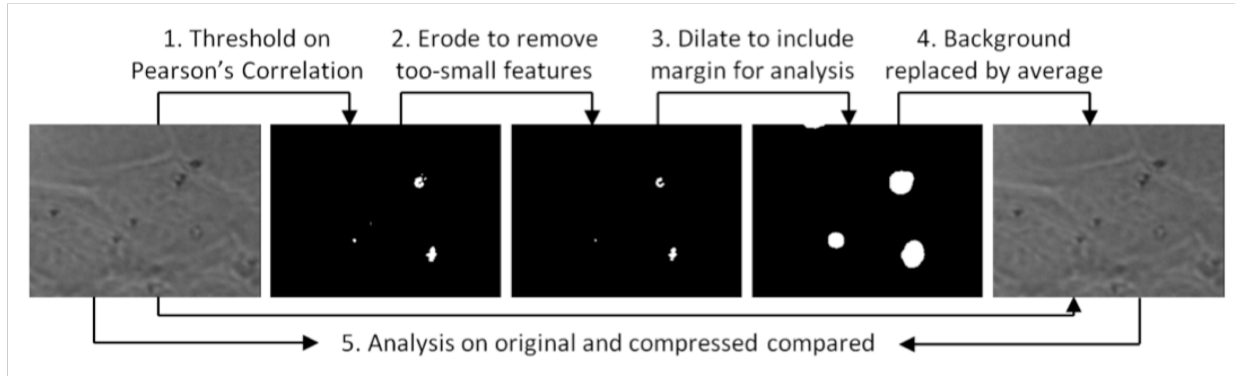 1. Threshold on
Pearson's Correlation
2. Erode to remove
too-small features
3. Dilate to include
margin for analysis
4. Background
replaced by average
5. Analysis on original and compressed compared